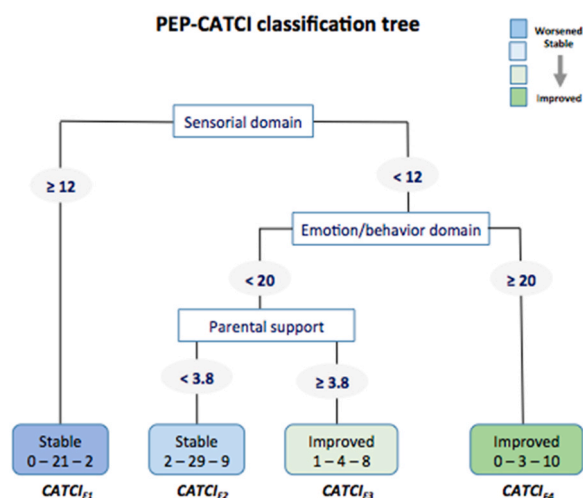 PEP-CATCI classification tree
Worsened
Stable
Improved
Sensorial domain
≥ 12
< 12
Emotion/behavior domain
< 20
≥ 20
Parental support
< 3.8
≥ 3.8
Stable
0 – 21 – 2
Stable
2 – 29 – 9
Improved
1 – 4 – 8
Improved
0 – 3 – 10
CATCI_E1
CATCI_E2
CATCI_E3
CATCI_E4